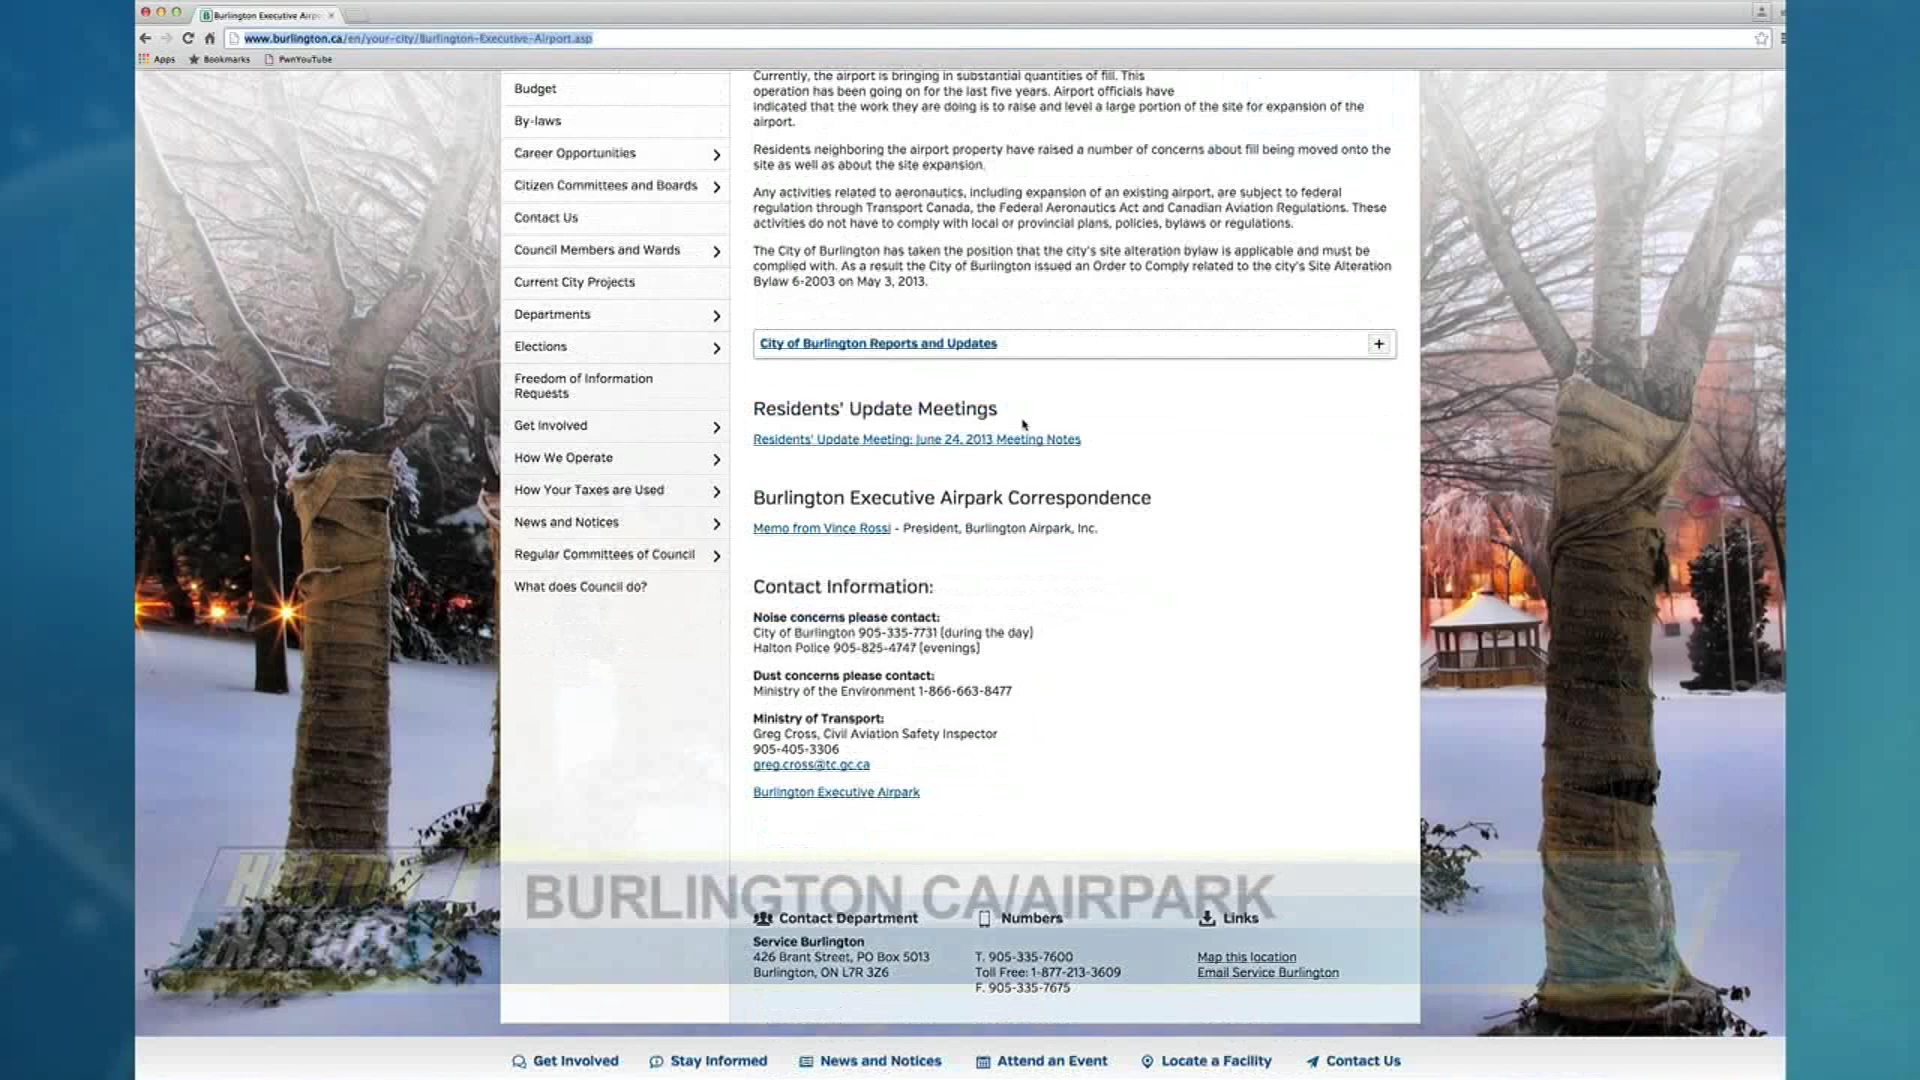 Burlington Executive Airp
www.burlington.ca/en/your-city/Burlington-Executive-Airport.asp
Apps Bookmarks PwnYouTube
Budget
By-laws
Career Opportunities
Citizen Committees and Boards
Contact Us
Council Members and Wards
Current City Projects
Departments
Elections
Freedom of Information
Requests
Get Involved
How We Operate
How Your Taxes are Used
News and Notices
Regular Committees of Council
What does Council do?
Currently, the airport is bringing in substantial quantities of fill. This
operation has been going on for the last five years. Airport officials have
indicated that the work they are doing is to raise and level a large portion of the site for expansion of the
airport.
Residents neighboring the airport property have raised a number of concerns about fill being moved onto the
site as well as about the site expansion.
Any activities related to aeronautics, including expansion of an existing airport, are subject to federal
regulation through Transport Canada, the Federal Aeronautics Act and Canadian Aviation Regulations. These
activities do not have to comply with local or provincial plans, policies, bylaws or regulations.
The City of Burlington has taken the position that the city's site alteration bylaw is applicable and must be
complied with. As a result the City of Burlington issued an Order to Comply related to the city's Site Alteration
Bylaw 6-2003 on May 3, 2013.
City of Burlington Reports and Updates +
Residents' Update Meetings
Residents' Update Meeting: June 24, 2013 Meeting Notes
Burlington Executive Airpark Correspondence
Memo from Vince Rossi - President, Burlington Airpark, Inc.
Contact Information:
Noise concerns please contact:
City of Burlington 905-335-7731 (during the day)
Halton Police 905-825-4747 (evenings)
Dust concerns please contact:
Ministry of the Environment 1-866-663-8477
Ministry of Transport:
Greg Cross, Civil Aviation Safety Inspector
905-405-3306
greg.cross@tc.gc.ca
Burlington Executive Airpark
HALTON
INSIDER
BURLINGTON.CA/AIRPARK
Contact Department
Service Burlington
426 Brant Street, PO Box 5013
Burlington, ON L7R 3Z6
Numbers
T. 905-335-7600
Toll Free: 1-877-213-3609
F. 905-335-7675
Links
Map this location
Email Service Burlington
Get Involved Stay Informed News and Notices Attend an Event Locate a Facility Contact Us